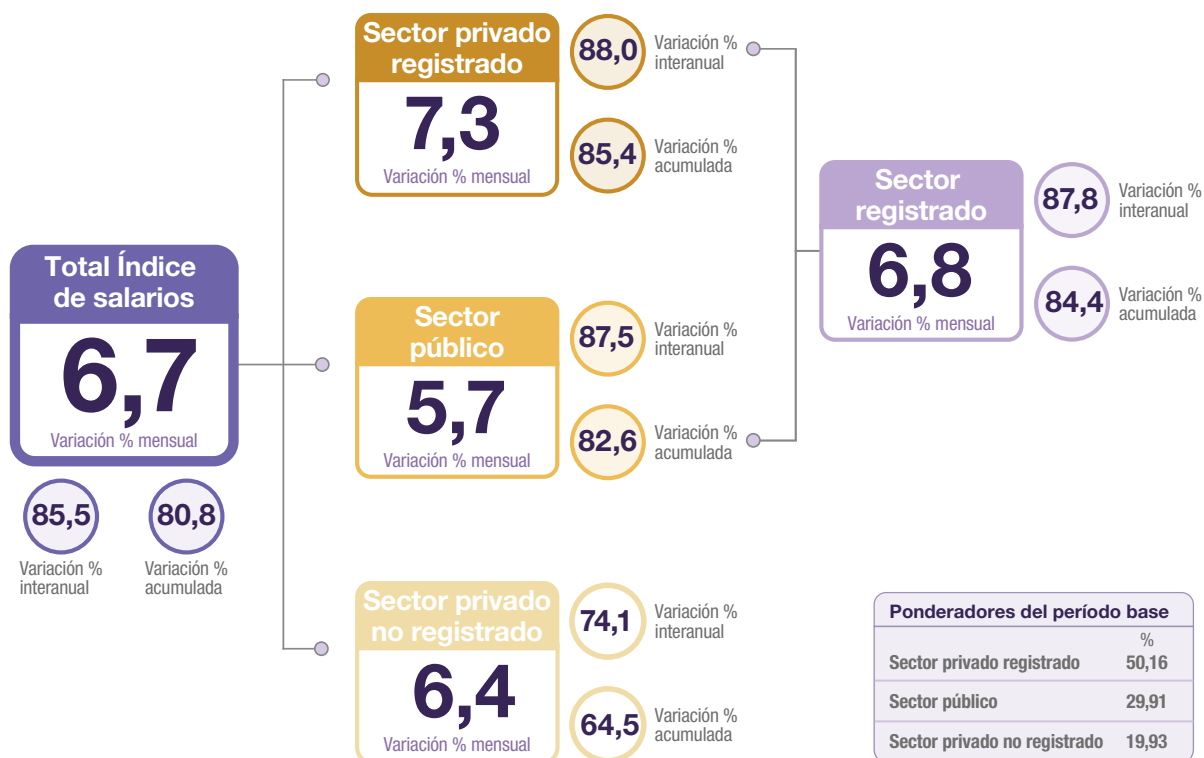 Total Índice
de salarios
6,7
Variación % mensual
85,5
Variación %
interanual
80,8
Variación %
acumulada
Sector privado
registrado
7,3
Variación % mensual
88,0
Variación %
interanual
85,4
Variación %
acumulada
Sector
público
5,7
Variación % mensual
87,5
Variación %
interanual
82,6
Variación %
acumulada
Sector privado
no registrado
6,4
Variación % mensual
74,1
Variación %
interanual
64,5
Variación %
acumulada
Sector
registrado
6,8
Variación % mensual
87,8
Variación %
interanual
84,4
Variación %
acumulada
Ponderadores del período base
%
Sector privado registrado 50,16
Sector público 29,91
Sector privado no registrado 19,93